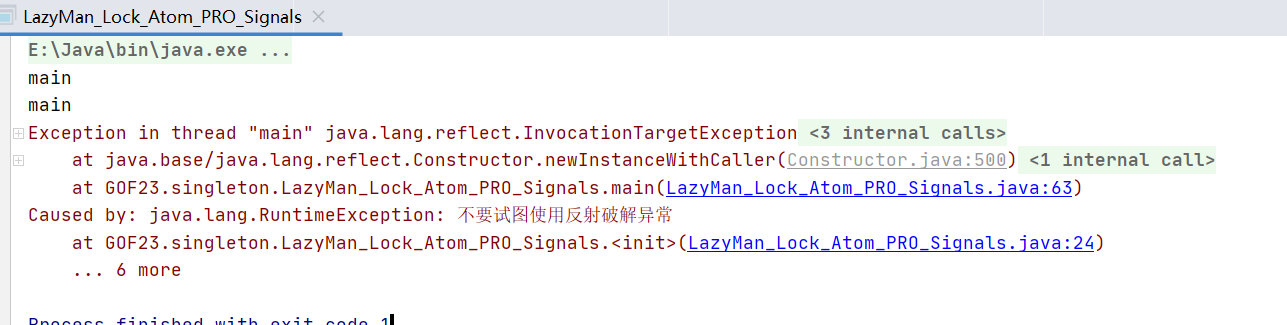 LazyMan_Lock_Atom_PRO_Signals
E:\Java\bin\java.exe ...
main
main
Exception in thread "main" java.lang.reflect.InvocationTargetException <3 internal calls>
at java.base/java.lang.reflect.Constructor.newInstanceWithCaller(Constructor.java:500) <1 internal call>
at GOF23.singleton.LazyMan_Lock_Atom_PRO_Signals.main(LazyMan_Lock_Atom_PRO_Signals.java:63)
Caused by: java.lang.RuntimeException: 不要试图使用反射破解异常
at GOF23.singleton.LazyMan_Lock_Atom_PRO_Signals.<init>(LazyMan_Lock_Atom_PRO_Signals.java:24)
... 6 more
Process finished with exit code 1